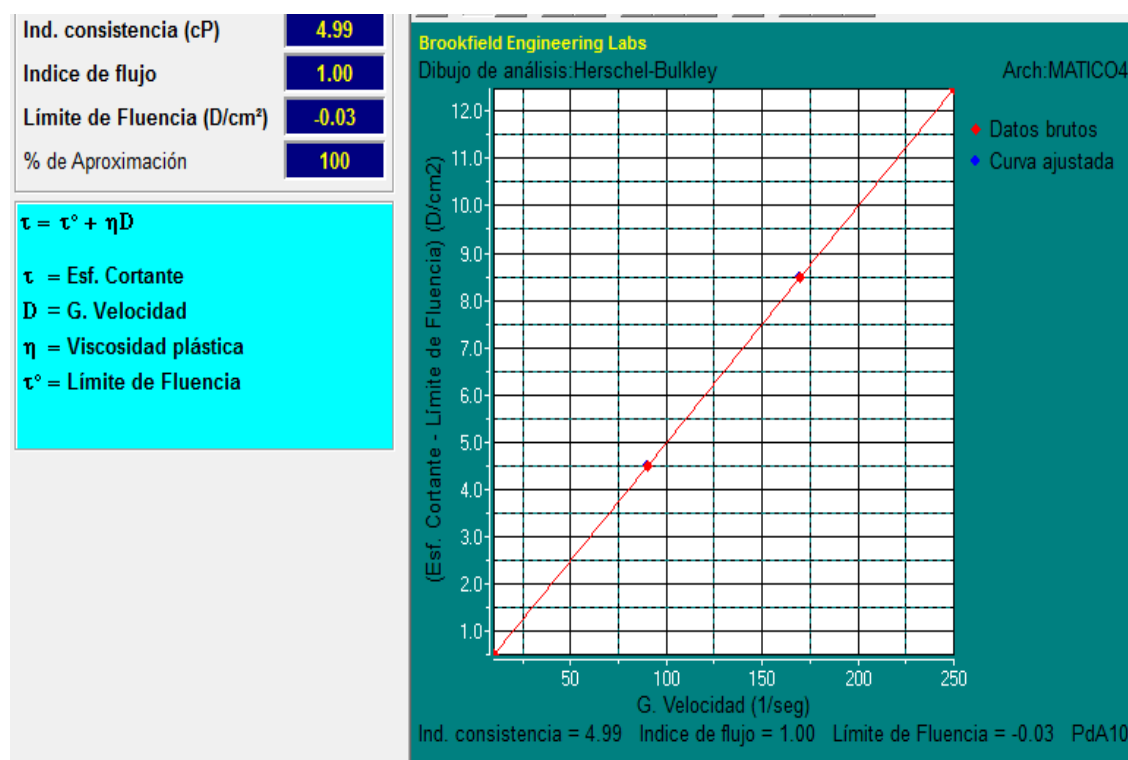 Ind. consistencia (cP) 4.99
Indice de flujo 1.00
Límite de Fluencia (D/cm²) -0.03
% de Aproximación 100
τ = τ° + ηD
τ = Esf. Cortante
D = G. Velocidad
η = Viscosidad plástica
τ° = Límite de Fluencia
Brookfield Engineering Labs
Dibujo de análisis:Herschel-Bulkley Arch:MATICO4
(Esf. Cortante - Límite de Fluencia) (D/cm2)
12.0
11.0
10.0
9.0
8.0
7.0
6.0
5.0
4.0
3.0
2.0
1.0
Datos brutos
Curva ajustada
50 100 150 200 250
G. Velocidad (1/seg)
Ind. consistencia = 4.99 Indice de flujo = 1.00 Límite de Fluencia = -0.03 PdA10